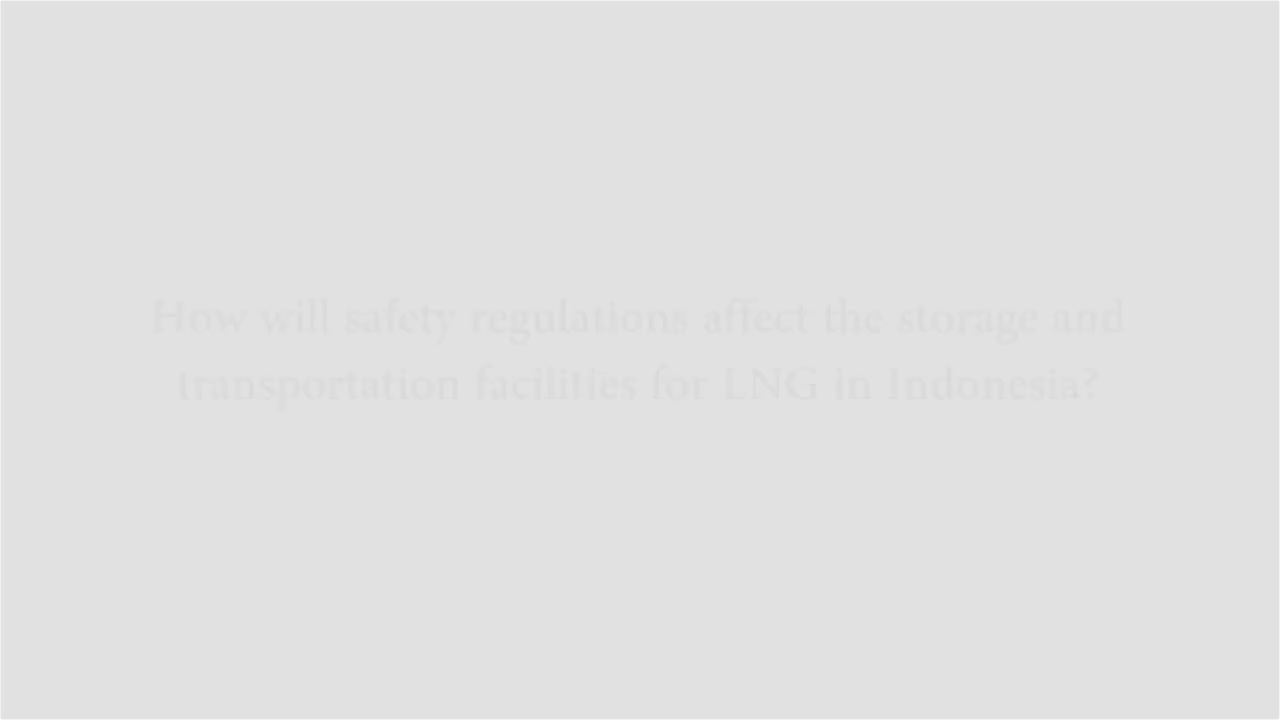 How will safety regulations affect the storage and
transportation facilities for LNG in Indonesia?